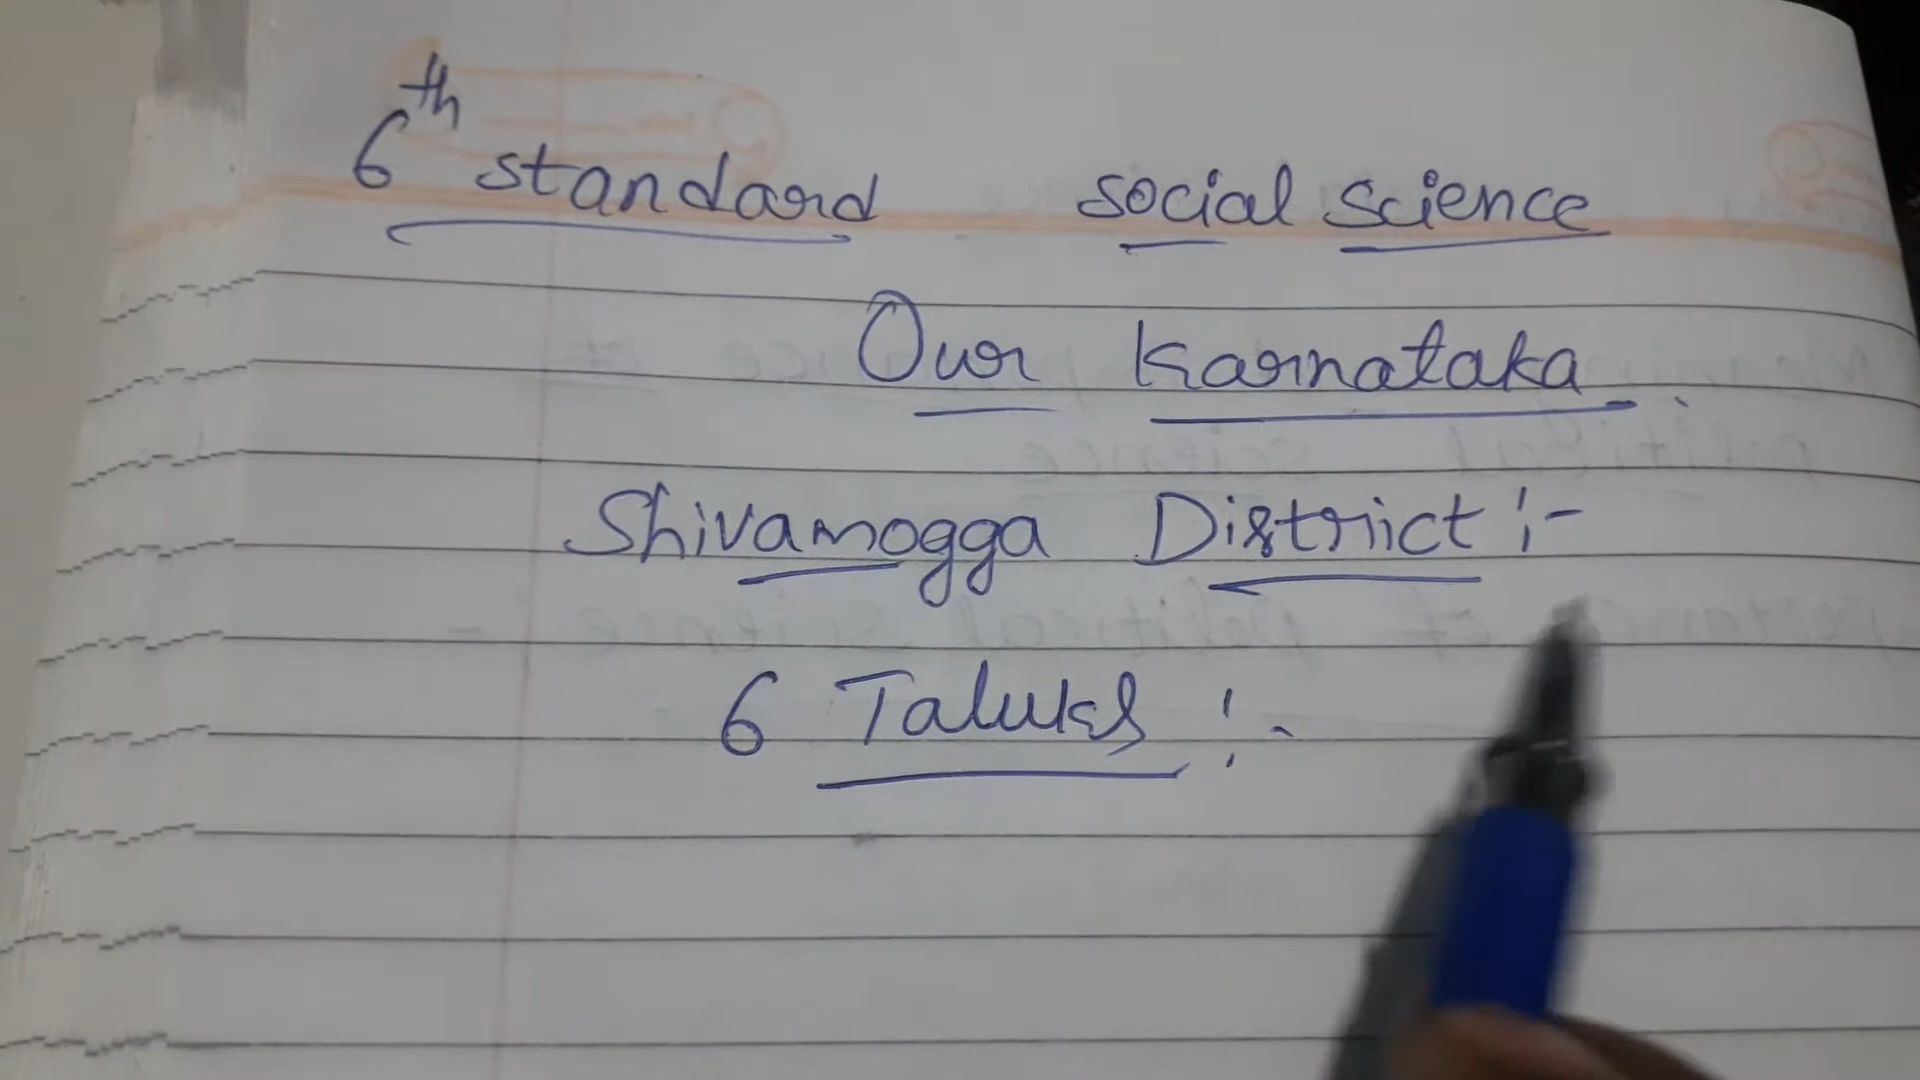 6th standard social science
Our Karnataka
Shivamogga District :-
6 Taluks :-